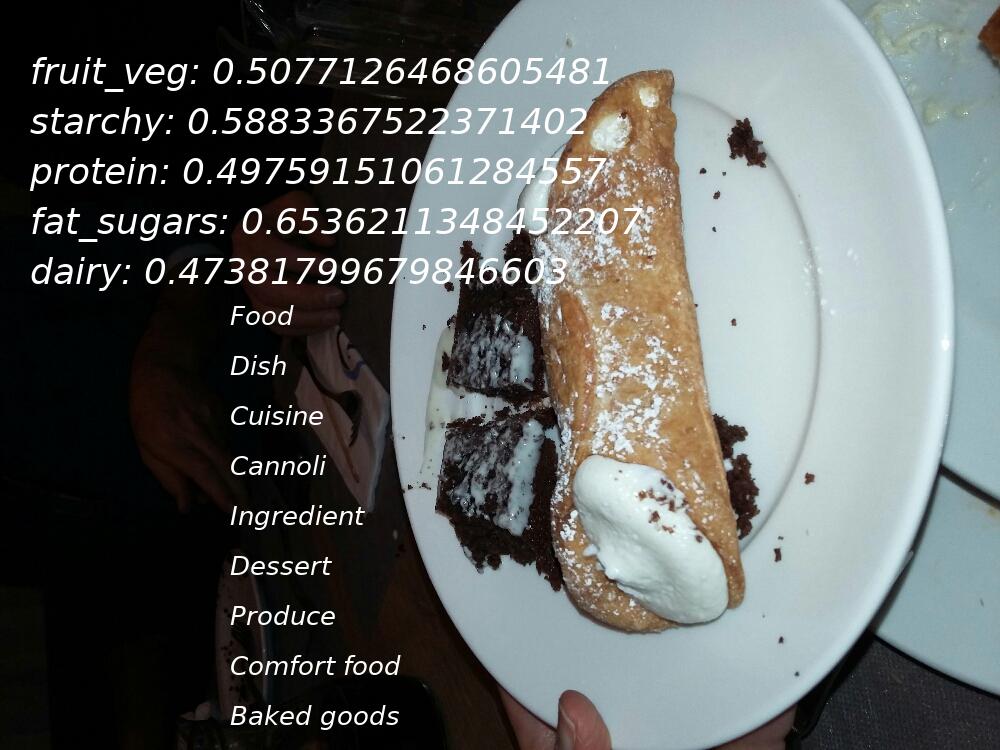 fruit_veg: 0.5077126468605481
starchy: 0.5883367522371402
protein: 0.49759151061284557
fat_sugars: 0.6536211348452207
dairy: 0.47381799679846603
Food
Dish
Cuisine
Cannoli
Ingredient
Dessert
Produce
Comfort food
Baked goods